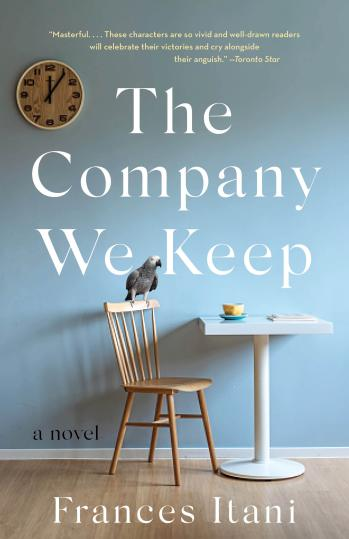 "Masterful. . . . These characters are so vivid and well-drawn readers
will celebrate their victories and cry alongside
their anguish." —Toronto Star
The
Company
We Keep
a novel
Frances Itani